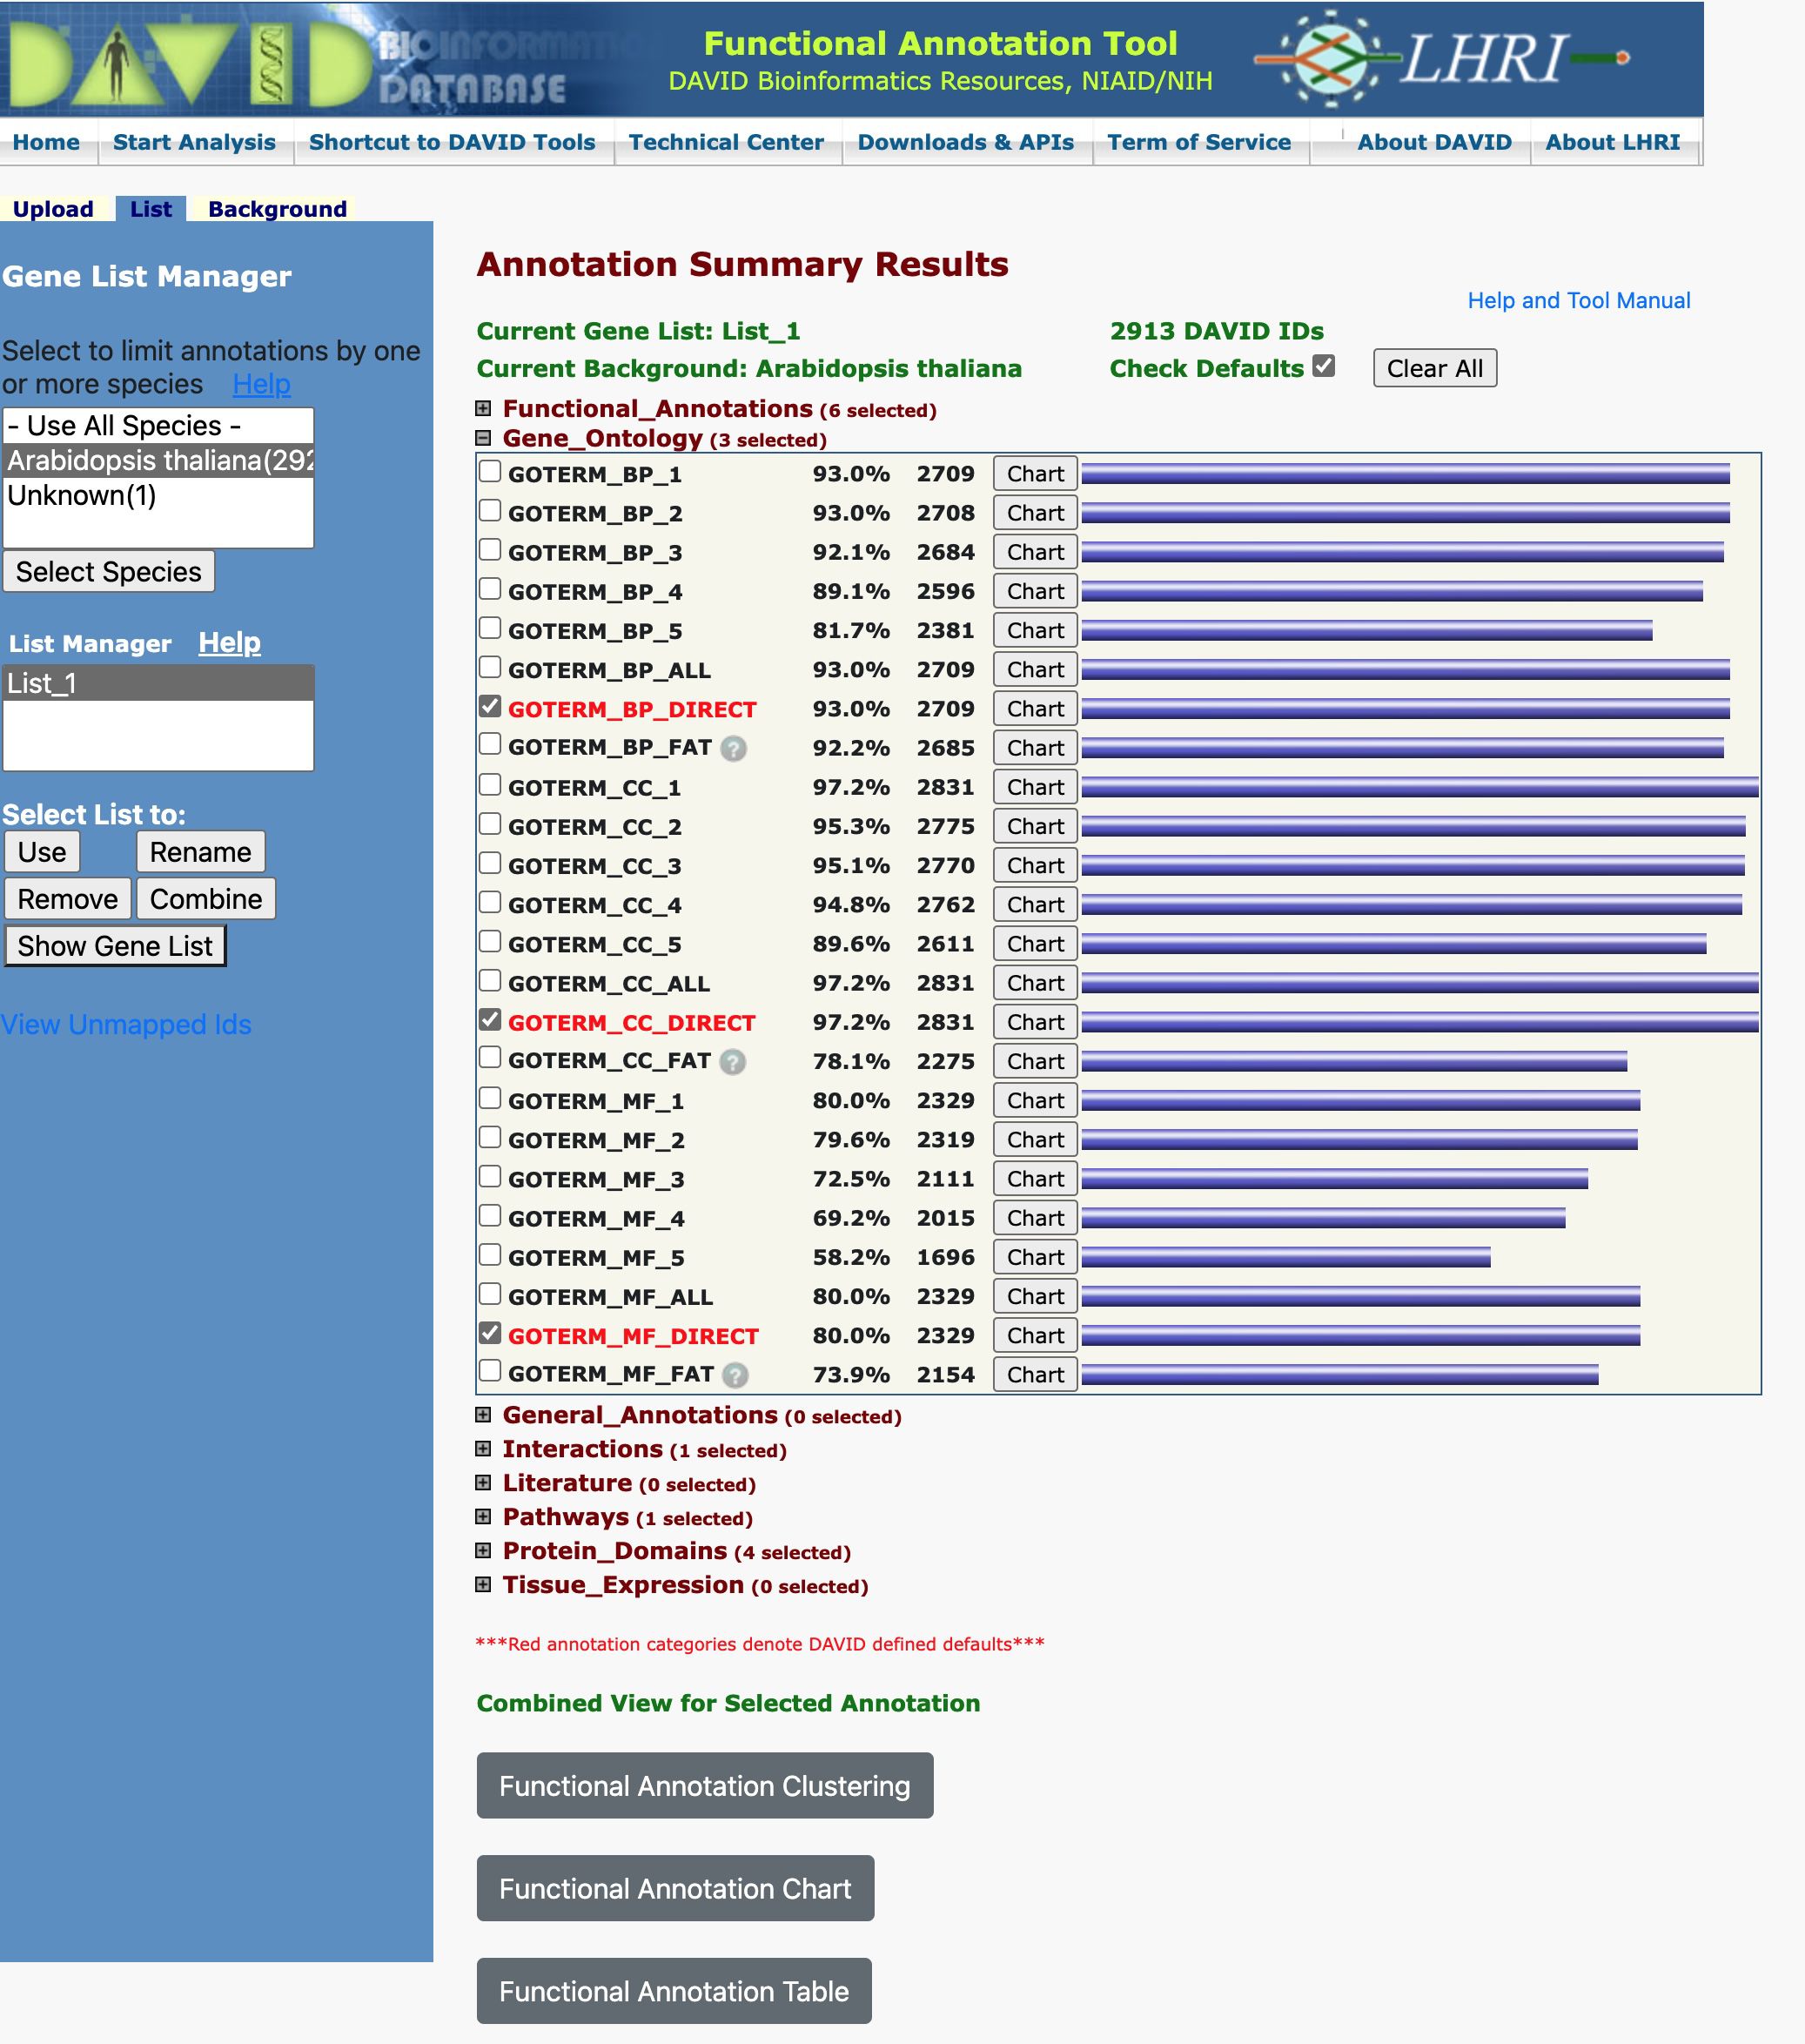 DAVID BIOINFORMATI
DATABASE
Functional Annotation Tool
DAVID Bioinformatics Resources, NIAID/NIH
LHRI
Home Start Analysis Shortcut to DAVID Tools Technical Center Downloads & APIs Term of Service About DAVID About LHRI
Upload List Background
Gene List Manager
Select to limit annotations by one
or more species Help
- Use All Species -
Arabidopsis thaliana(292
Unknown(1)
Select Species
List Manager Help
List_1
Select List to:
Use Rename
Remove Combine
Show Gene List
View Unmapped Ids
Annotation Summary Results
Help and Tool Manual
Current Gene List: List_1 2913 DAVID IDs
Current Background: Arabidopsis thaliana Check Defaults Clear All
Functional_Annotations (6 selected)
Gene_Ontology (3 selected)
GOTERM_BP_1 93.0% 2709 Chart
GOTERM_BP_2 93.0% 2708 Chart
GOTERM_BP_3 92.1% 2684 Chart
GOTERM_BP_4 89.1% 2596 Chart
GOTERM_BP_5 81.7% 2381 Chart
GOTERM_BP_ALL 93.0% 2709 Chart
GOTERM_BP_DIRECT 93.0% 2709 Chart
GOTERM_BP_FAT ? 92.2% 2685 Chart
GOTERM_CC_1 97.2% 2831 Chart
GOTERM_CC_2 95.3% 2775 Chart
GOTERM_CC_3 95.1% 2770 Chart
GOTERM_CC_4 94.8% 2762 Chart
GOTERM_CC_5 89.6% 2611 Chart
GOTERM_CC_ALL 97.2% 2831 Chart
GOTERM_CC_DIRECT 97.2% 2831 Chart
GOTERM_CC_FAT ? 78.1% 2275 Chart
GOTERM_MF_1 80.0% 2329 Chart
GOTERM_MF_2 79.6% 2319 Chart
GOTERM_MF_3 72.5% 2111 Chart
GOTERM_MF_4 69.2% 2015 Chart
GOTERM_MF_5 58.2% 1696 Chart
GOTERM_MF_ALL 80.0% 2329 Chart
GOTERM_MF_DIRECT 80.0% 2329 Chart
GOTERM_MF_FAT ? 73.9% 2154 Chart
General_Annotations (0 selected)
Interactions (1 selected)
Literature (0 selected)
Pathways (1 selected)
Protein_Domains (4 selected)
Tissue_Expression (0 selected)
***Red annotation categories denote DAVID defined defaults***
Combined View for Selected Annotation
Functional Annotation Clustering
Functional Annotation Chart
Functional Annotation Table